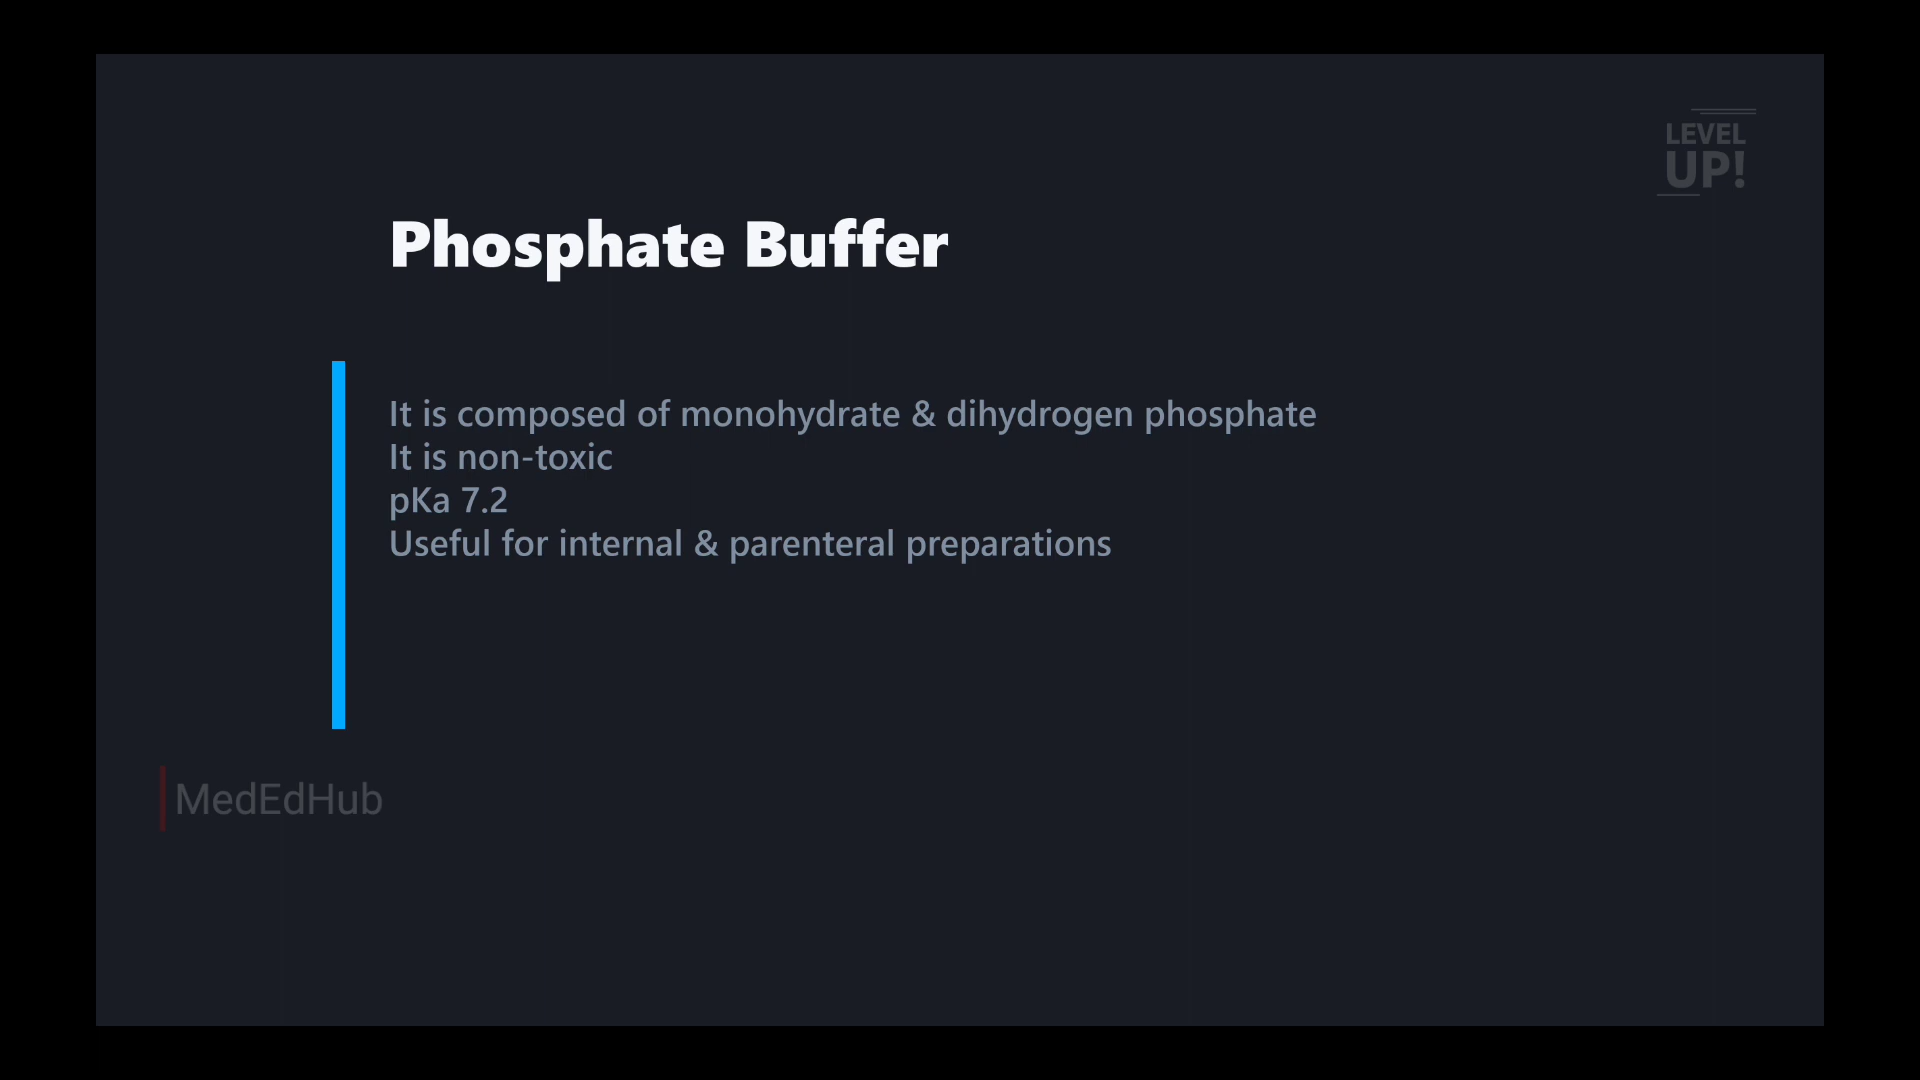 LEVEL
UP!
Phosphate Buffer
It is composed of monohydrate & dihydrogen phosphate
It is non-toxic
pKa 7.2
Useful for internal & parenteral preparations
MedEdHub